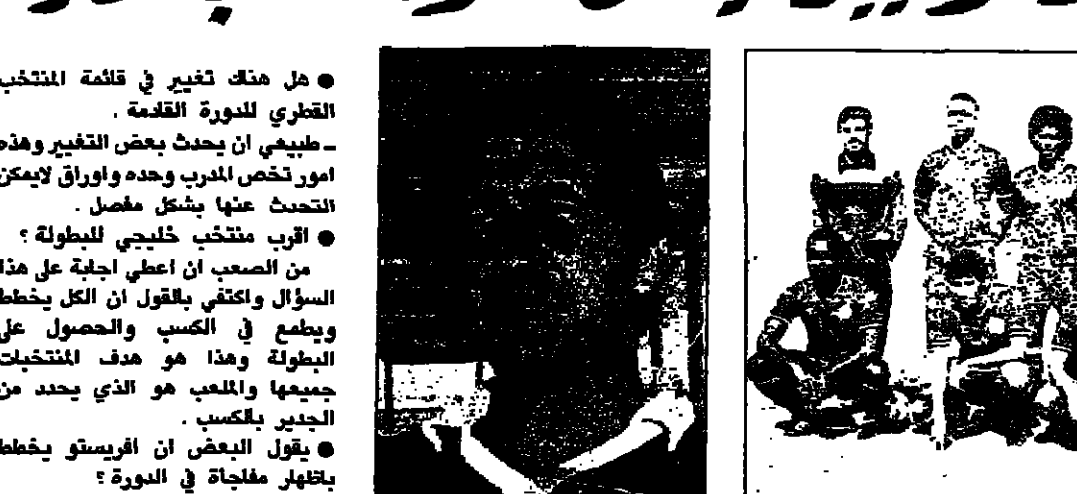 ● هل هناك تغيير في قائمة المنتخب
القطري للدورة القادمة .
ـ طبيعي ان يحدث بعض التغيير وهذه
امور تخص المدرب وحده واوراق لايمكن
التحدث عنها بشكل مفصل .
● اقرب منتخب خليجي للبطولة ؟
من الصعب ان اعطي اجابة على هذا
السؤال واكتفي بالقول ان الكل يخطط
ويطمع في الكسب والحصول على
البطولة وهذا هو هدف المنتخبات
جميعها والملعب هو الذي يحدد من
الجدير بالكسب .
● يقول البعض ان افريستو يخطط
باظهار مفاجأة في الدورة ؟